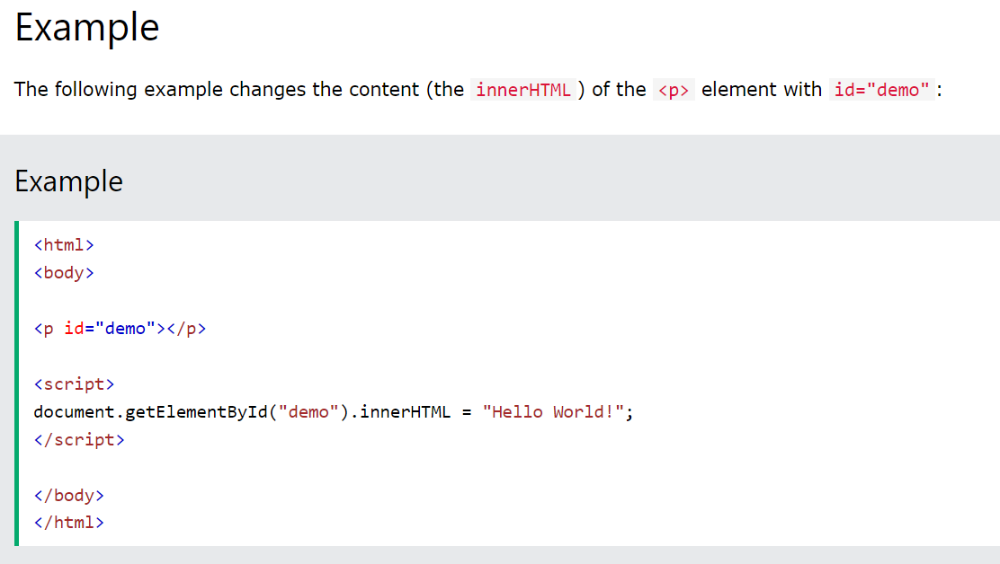 Example
The following example changes the content (the innerHTML ) of the <p> element with id="demo" :
Example
<html>
<body>
<p id="demo"></p>
<script>
document.getElementById("demo").innerHTML = "Hello World!";
</script>
</body>
</html>